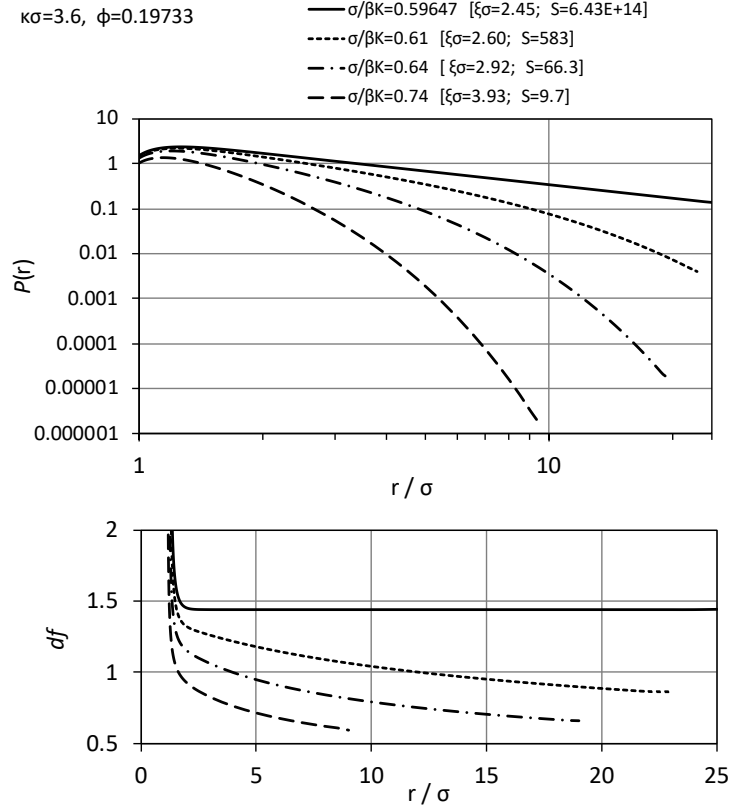 κσ=3.6, ϕ=0.19733
σ/βK=0.59647 [ξσ=2.45; S=6.43E+14]
σ/βK=0.61 [ξσ=2.60; S=583]
σ/βK=0.64 [ ξσ=2.92; S=66.3]
σ/βK=0.74 [ξσ=3.93; S=9.7]
10
1
0.1
0.01
0.001
0.0001
0.00001
0.000001
P(r)
1 10
r / σ
2
1.5
1
0.5
df
0 5 10 15 20 25
r / σ